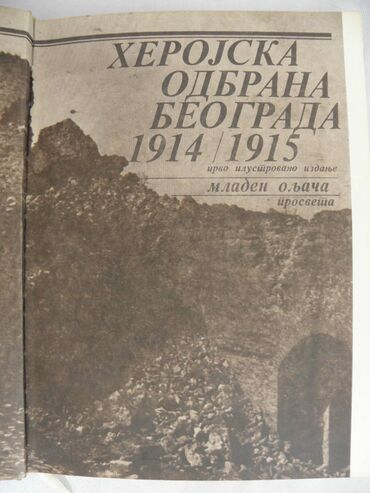 ХЕРОЈСКА
ОДБРАНА
БЕОГРАДА
1914/1915
прво илустровано издање
младен ољача
просвета